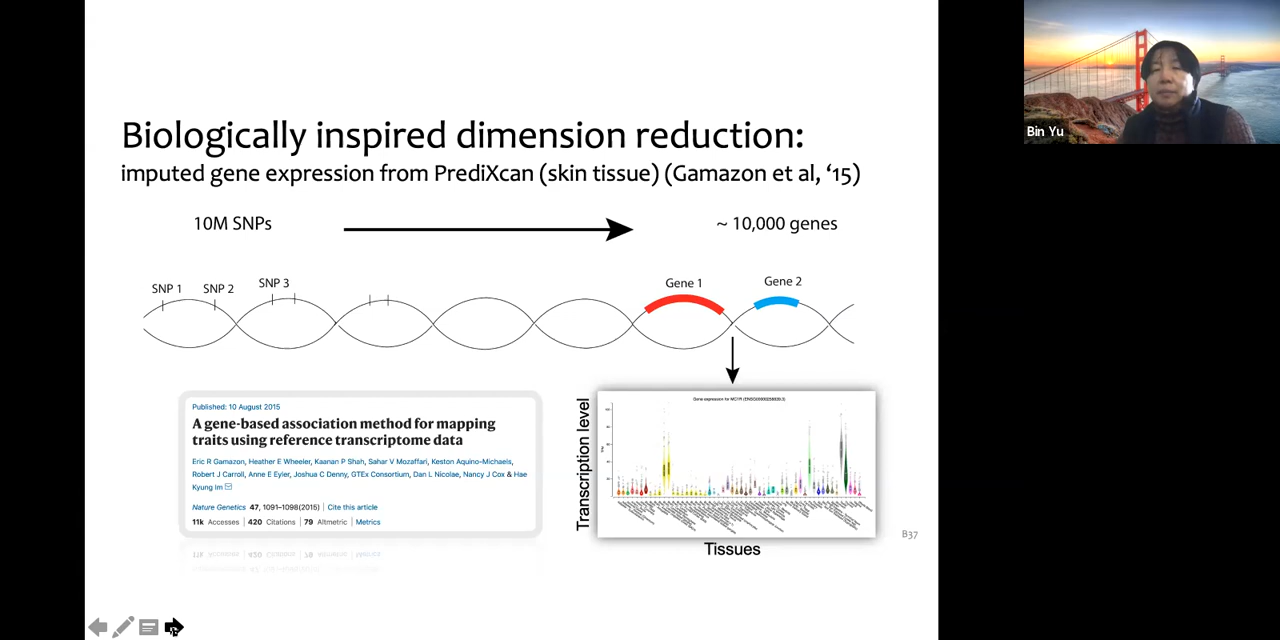 Biologically inspired dimension reduction:
imputed gene expression from PrediXcan (skin tissue) (Gamazon et al, ‘15)
10M SNPs
~ 10,000 genes
SNP 1
SNP 2
SNP 3
Gene 1
Gene 2
Published: 10 August 2015
A gene-based association method for mapping
traits using reference transcriptome data
Eric R Gamazon, Heather E Wheeler, Kaanan P Shah, Sahar V Mozaffari, Keston Aquino-Michaels,
Robert J Carroll, Anne E Eyler, Joshua C Denny, GTEx Consortium, Dan L Nicolae, Nancy J Cox & Hae
Kyung Im
Nature Genetics 47, 1091–1098(2015) | Cite this article
11k Accesses | 420 Citations | 79 Altmetric | Metrics
Transcription level
Tissues
B37
Bin Yu